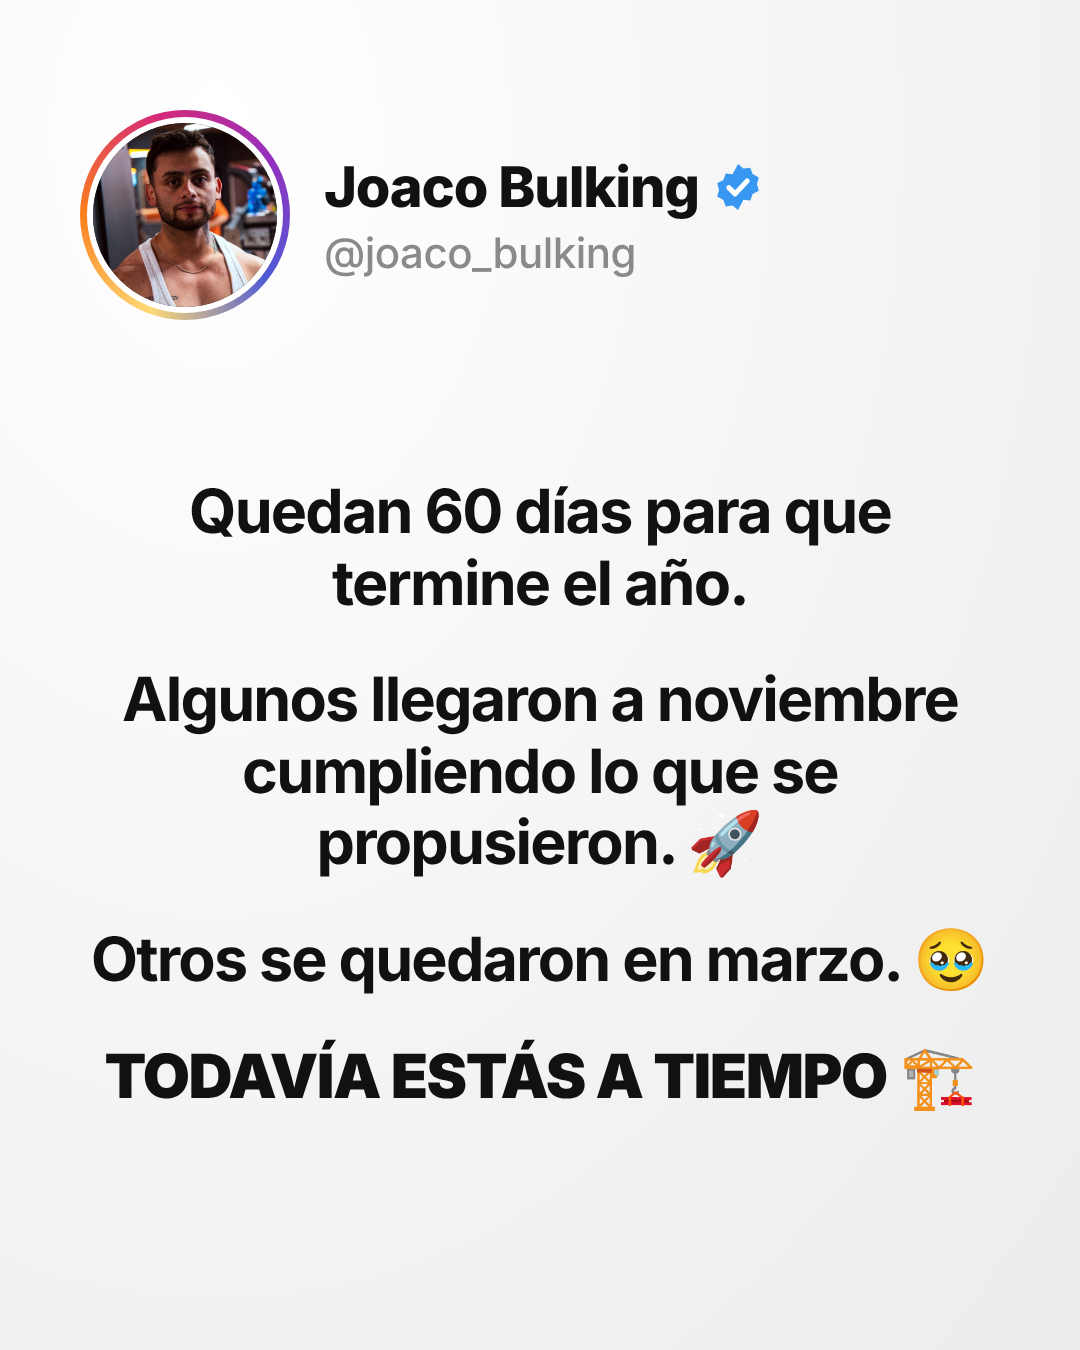 Joaco Bulking
@joaco_bulking
Quedan 60 días para que
termine el año.
Algunos llegaron a noviembre
cumpliendo lo que se
propusieron. 🚀
Otros se quedaron en marzo. 🥹
TODAVÍA ESTÁS A TIEMPO 🏗️